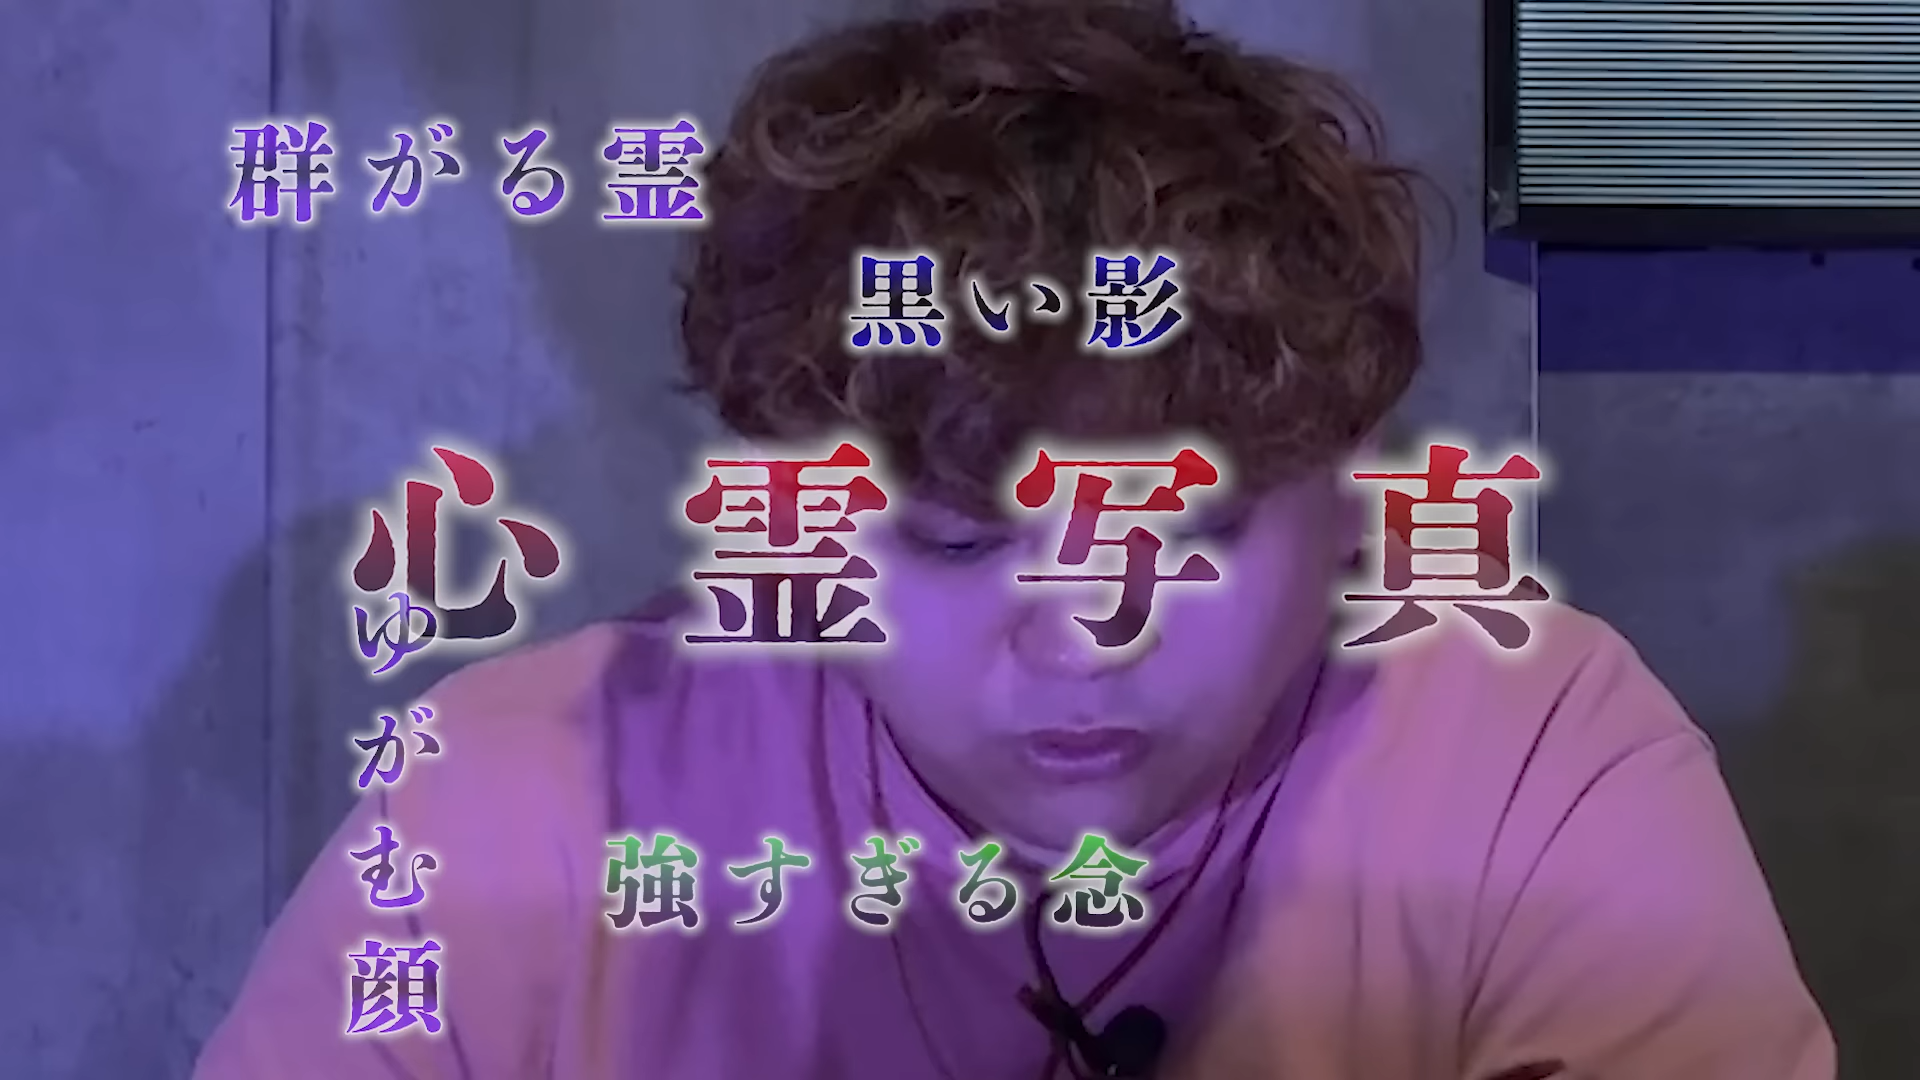 群がる霊
黒い影
心霊写真
ゆがむ顔
強すぎる念